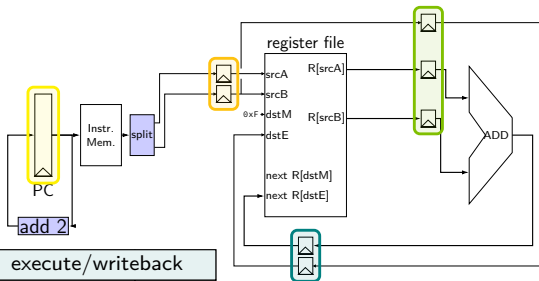 register file
srcA
R[srcA]
srcB
0xF
dstM
R[srcB]
dstE
Instr.
Mem.
split
ADD
next R[dstM]
next R[dstE]
PC
add 2
execute/writeback